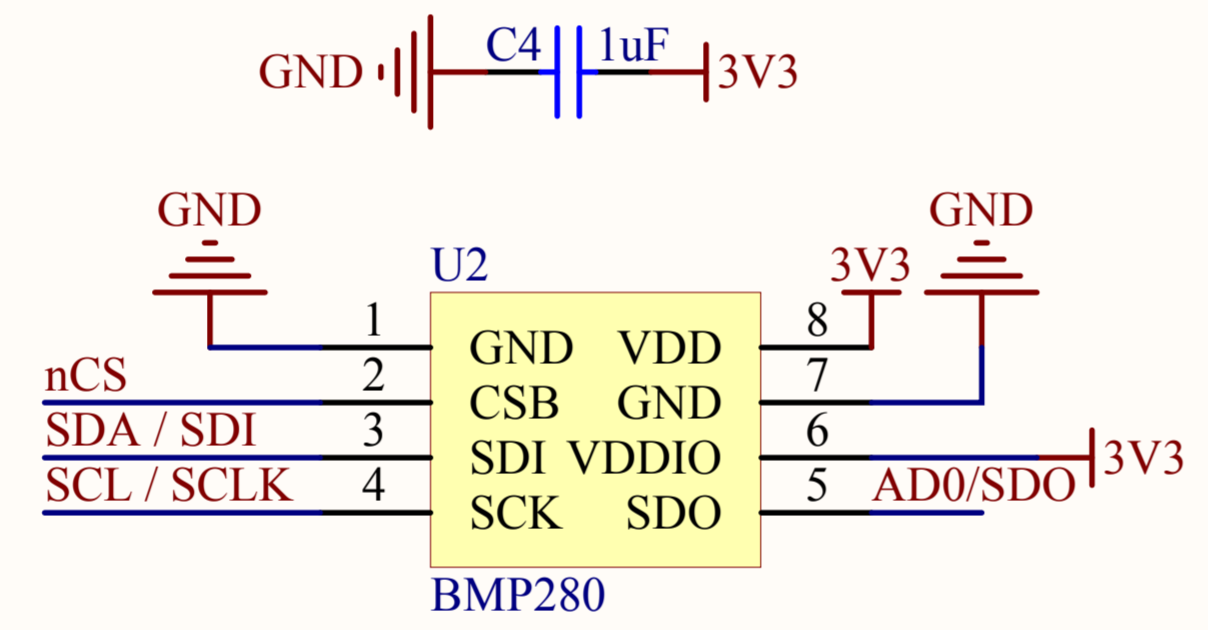 GND C4 1uF 3V3
GND
GND
U2
3V3
1
8
GND VDD
nCS
2
7
CSB GND
SDA / SDI
3
6
SDI VDDIO
3V3
SCL / SCLK
4
5
AD0/SDO
SCK SDO
BMP280